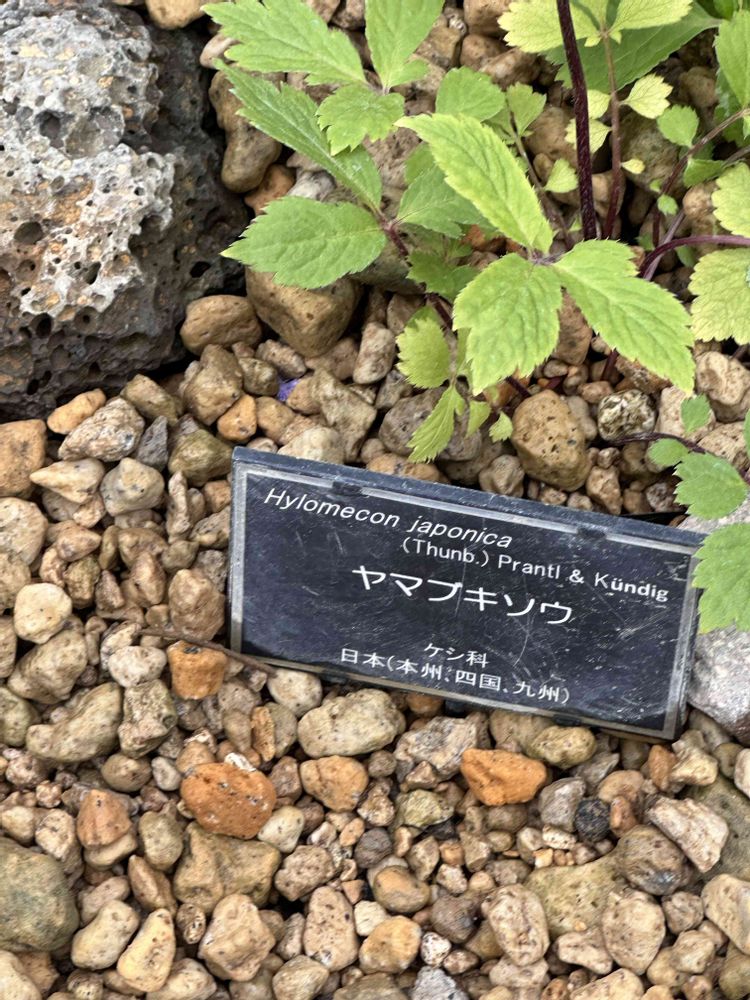 Hylomecon japonica
(Thunb.) Prantl & Kündig
ヤマブキソウ
ケシ科
日本(本州、四国、九州)